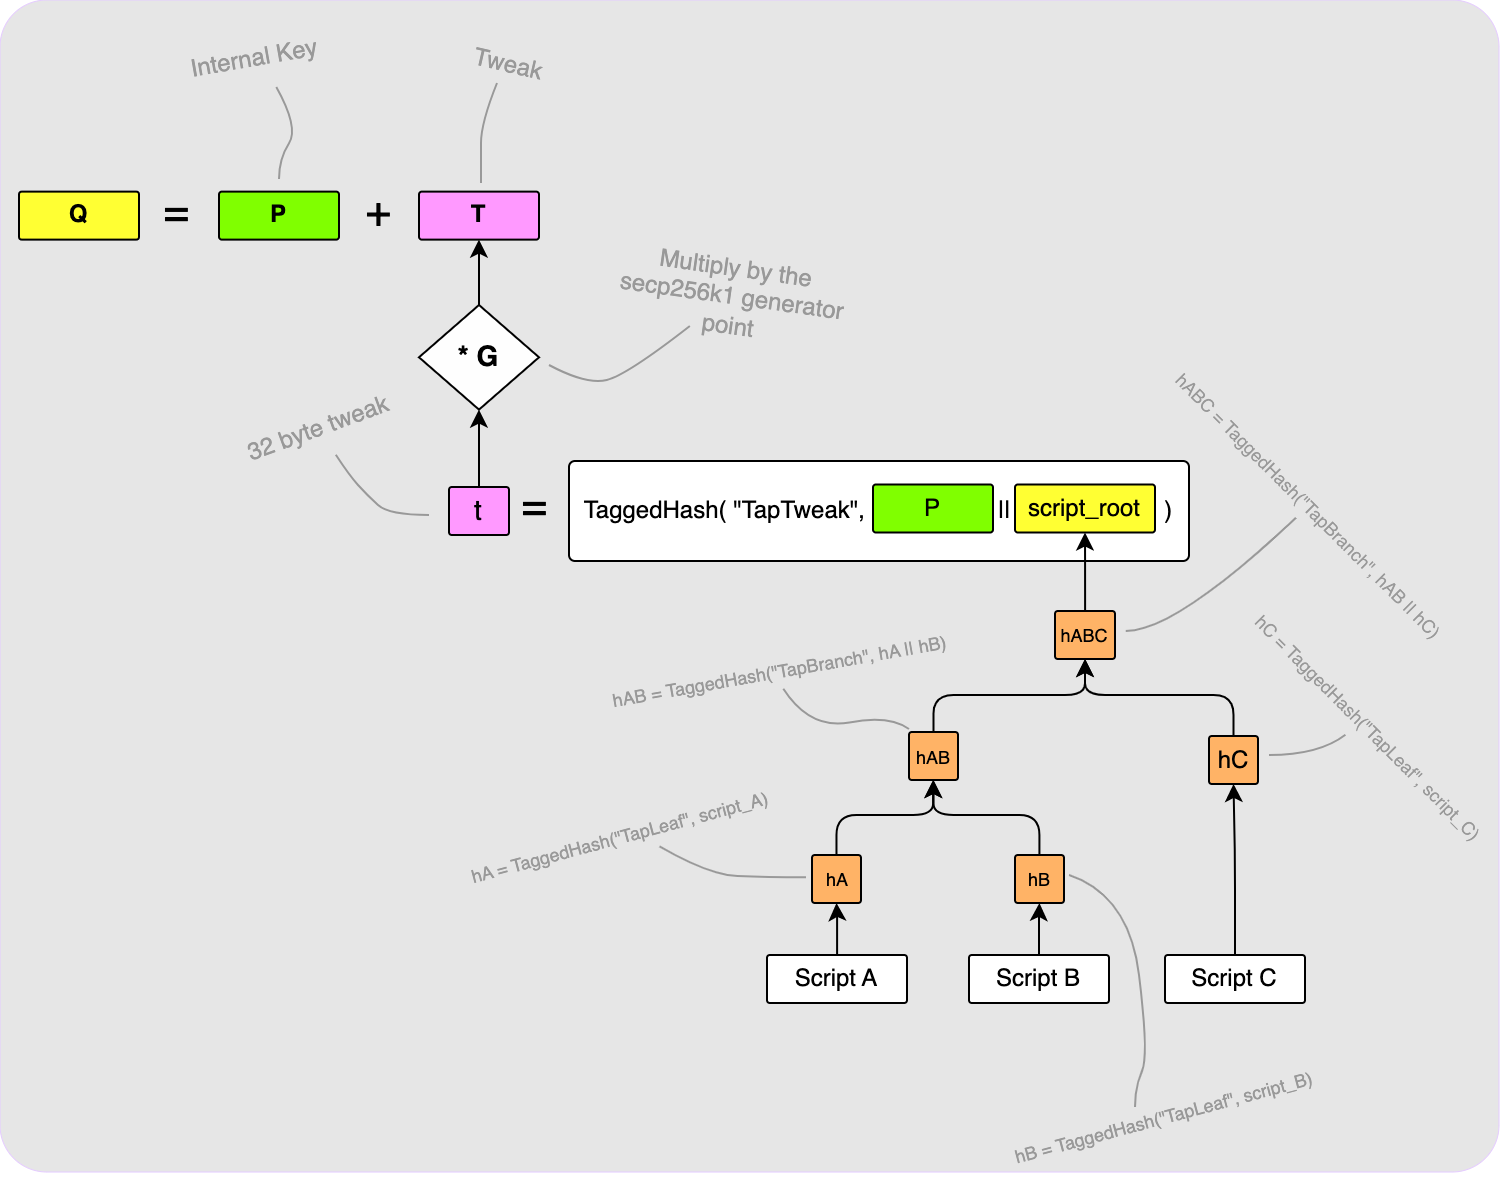 Internal Key
Tweak
Q = P + T
Multiply by the
secp256k1 generator
point
* G
32 byte tweak
t = TaggedHash( "TapTweak", P || script_root )
hABC = TaggedHash("TapBranch", hAB || hC)
hABC
hC = TaggedHash("TapLeaf", script_C)
hAB = TaggedHash("TapBranch", hA || hB)
hAB
hC
hA = TaggedHash("TapLeaf", script_A)
hA
hB
Script A
Script B
Script C
hB = TaggedHash("TapLeaf", script_B)